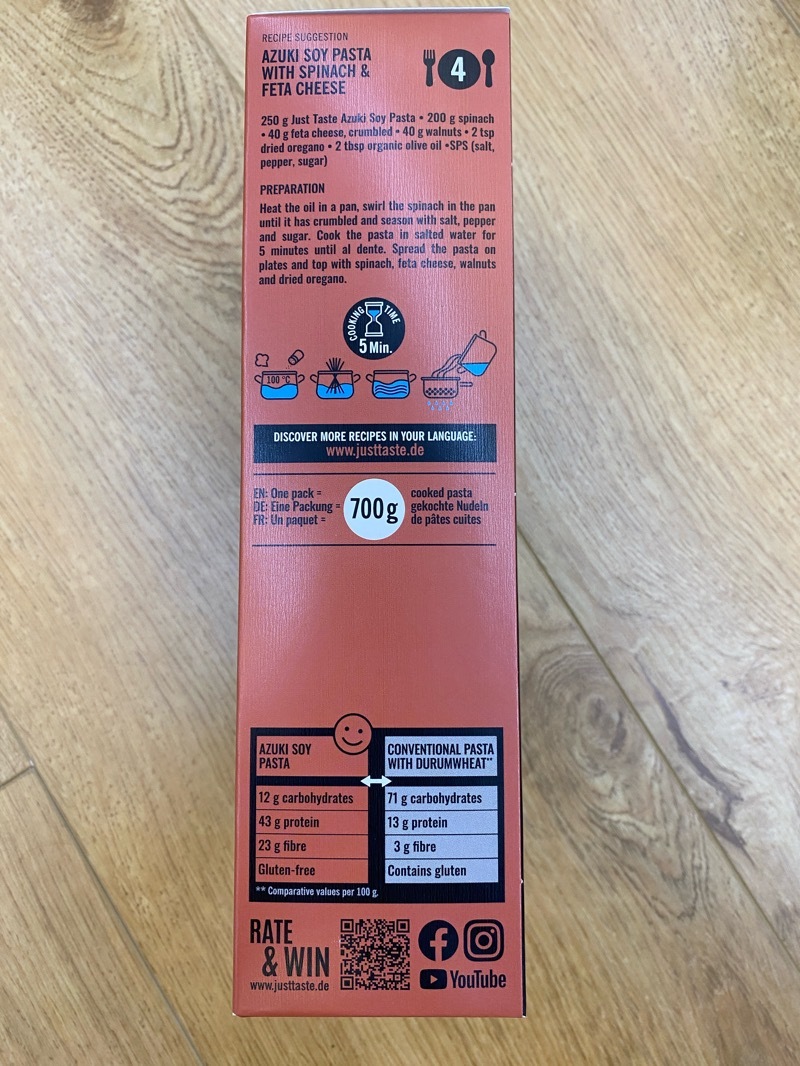 RECIPE SUGGESTION
AZUKI SOY PASTA
WITH SPINACH &
FETA CHEESE
4
250 g Just Taste Azuki Soy Pasta • 200 g spinach
• 40 g feta cheese, crumbled • 40 g walnuts • 2 tsp
dried oregano • 2 tbsp organic olive oil •SPS (salt,
pepper, sugar)
PREPARATION
Heat the oil in a pan, swirl the spinach in the pan
until it has crumbled and season with salt, pepper
and sugar. Cook the pasta in salted water for
5 minutes until al dente. Spread the pasta on
plates and top with spinach, feta cheese, walnuts
and dried oregano.
COOKING TIME
5 Min.
100 °C
DISCOVER MORE RECIPES IN YOUR LANGUAGE:
www.justtaste.de
EN: One pack =
DE: Eine Packung =
FR: Un paquet =
700g
cooked pasta
gekochte Nudeln
de pâtes cuites
AZUKI SOY
PASTA
12 g carbohydrates
43 g protein
23 g fibre
Gluten-free
CONVENTIONAL PASTA
WITH DURUMWHEAT**
71 g carbohydrates
13 g protein
3 g fibre
Contains gluten
** Comparative values per 100 g.
RATE
& WIN
www.justtaste.de
YouTube